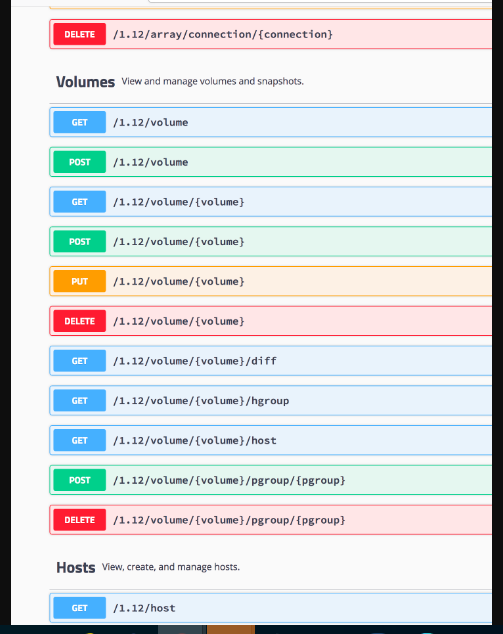 DELETE /1.12/array/connection/{connection}
Volumes View and manage volumes and snapshots.
GET /1.12/volume
POST /1.12/volume
GET /1.12/volume/{volume}
POST /1.12/volume/{volume}
PUT /1.12/volume/{volume}
DELETE /1.12/volume/{volume}
GET /1.12/volume/{volume}/diff
GET /1.12/volume/{volume}/hgroup
GET /1.12/volume/{volume}/host
POST /1.12/volume/{volume}/pgroup/{pgroup}
DELETE /1.12/volume/{volume}/pgroup/{pgroup}
Hosts View, create, and manage hosts.
GET /1.12/host